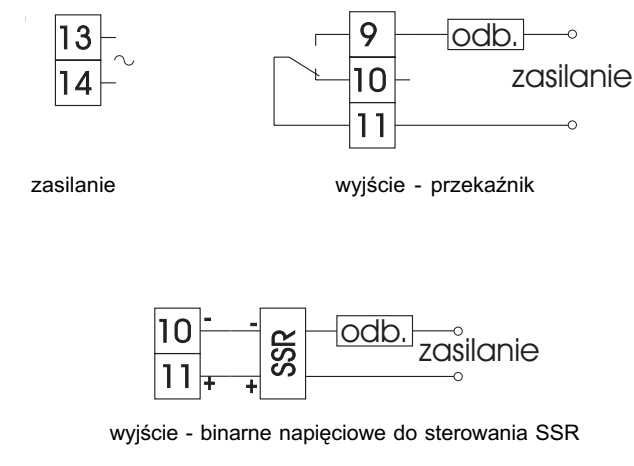 13
14
zasilanie
9 odb.
10 zasilanie
11
wyjście - przekaźnik
10 - - SSR odb.
zasilanie
11 + +
wyjście - binarne napięciowe do sterowania SSR